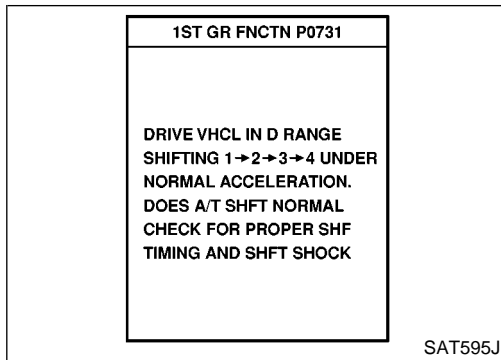 1ST GR FNCTN P0731
DRIVE VHCL IN D RANGE
SHIFTING 1→2→3→4 UNDER
NORMAL ACCELERATION.
DOES A/T SHFT NORMAL
CHECK FOR PROPER SHF
TIMING AND SHFT SHOCK
SAT595J